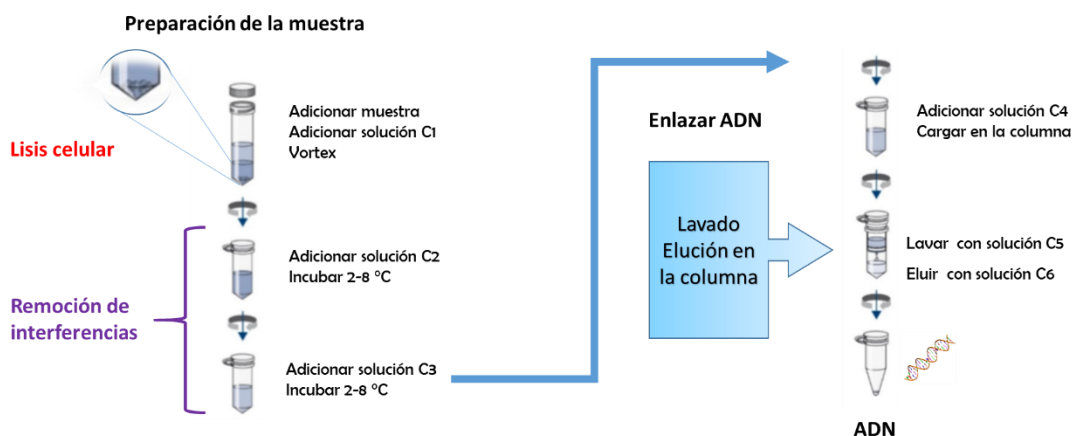 Preparación de la muestra
Lisis celular
Adicionar muestra
Adicionar solución C1
Vortex
Remoción de
interferencias
Adicionar solución C2
Incubar 2-8 °C
Adicionar solución C3
Incubar 2-8 °C
Enlazar ADN
Lavado
Elución en
la columna
Adicionar solución C4
Cargar en la columna
Lavar con solución C5
Eluir con solución C6
ADN